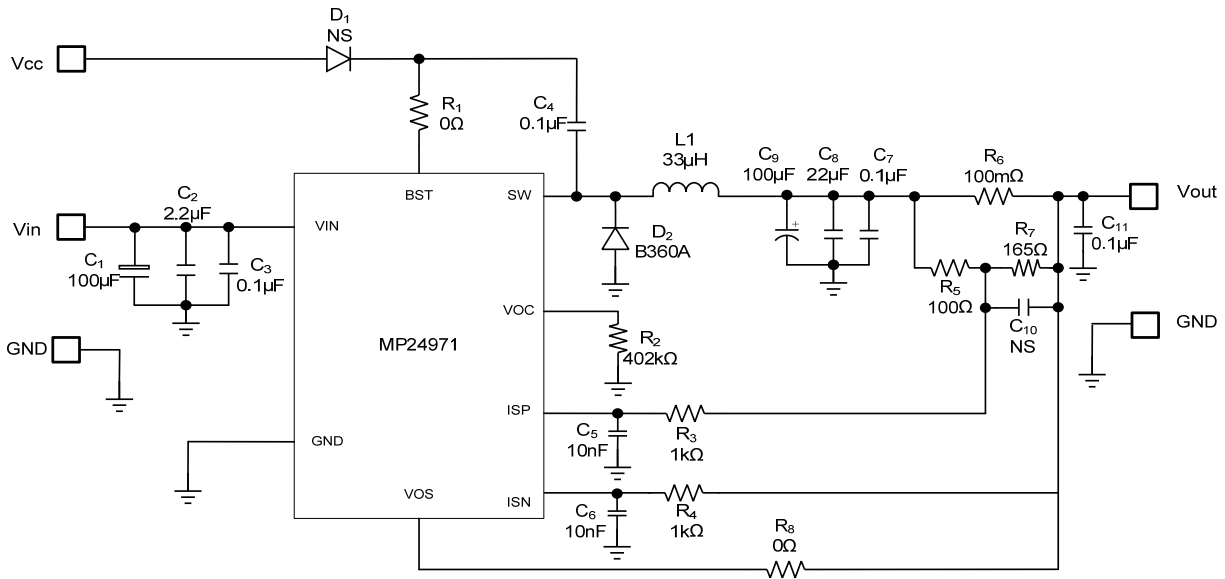 D₁
NS
Vcc
R₁
0Ω
C₄
0.1µF
L1
33µH
C₉
100µF
C₈
22µF
C₇
0.1µF
R₆
100mΩ
Vout
BST
SW
C₂
2.2µF
Vin
VIN
C₁
100µF
C₃
0.1µF
D₂
B360A
R₇
165Ω
C₁₁
0.1µF
R₅
100Ω
C₁₀
NS
GND
VOC
R₂
402kΩ
MP24971
GND
ISP
C₅
10nF
R₃
1kΩ
GND
VOS
ISN
C₆
10nF
R₄
1kΩ
R₈
0Ω